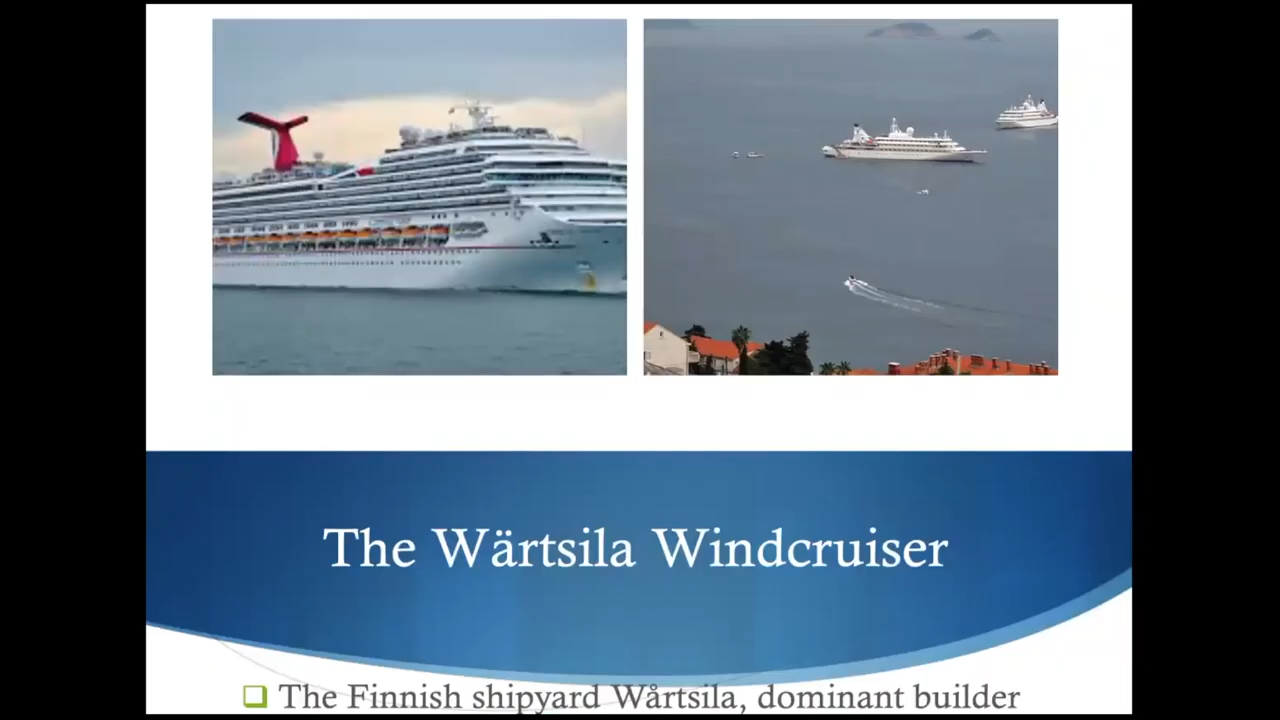 The Wärtsila Windcruiser
The Finnish shipyard Wårtsila, dominant builder